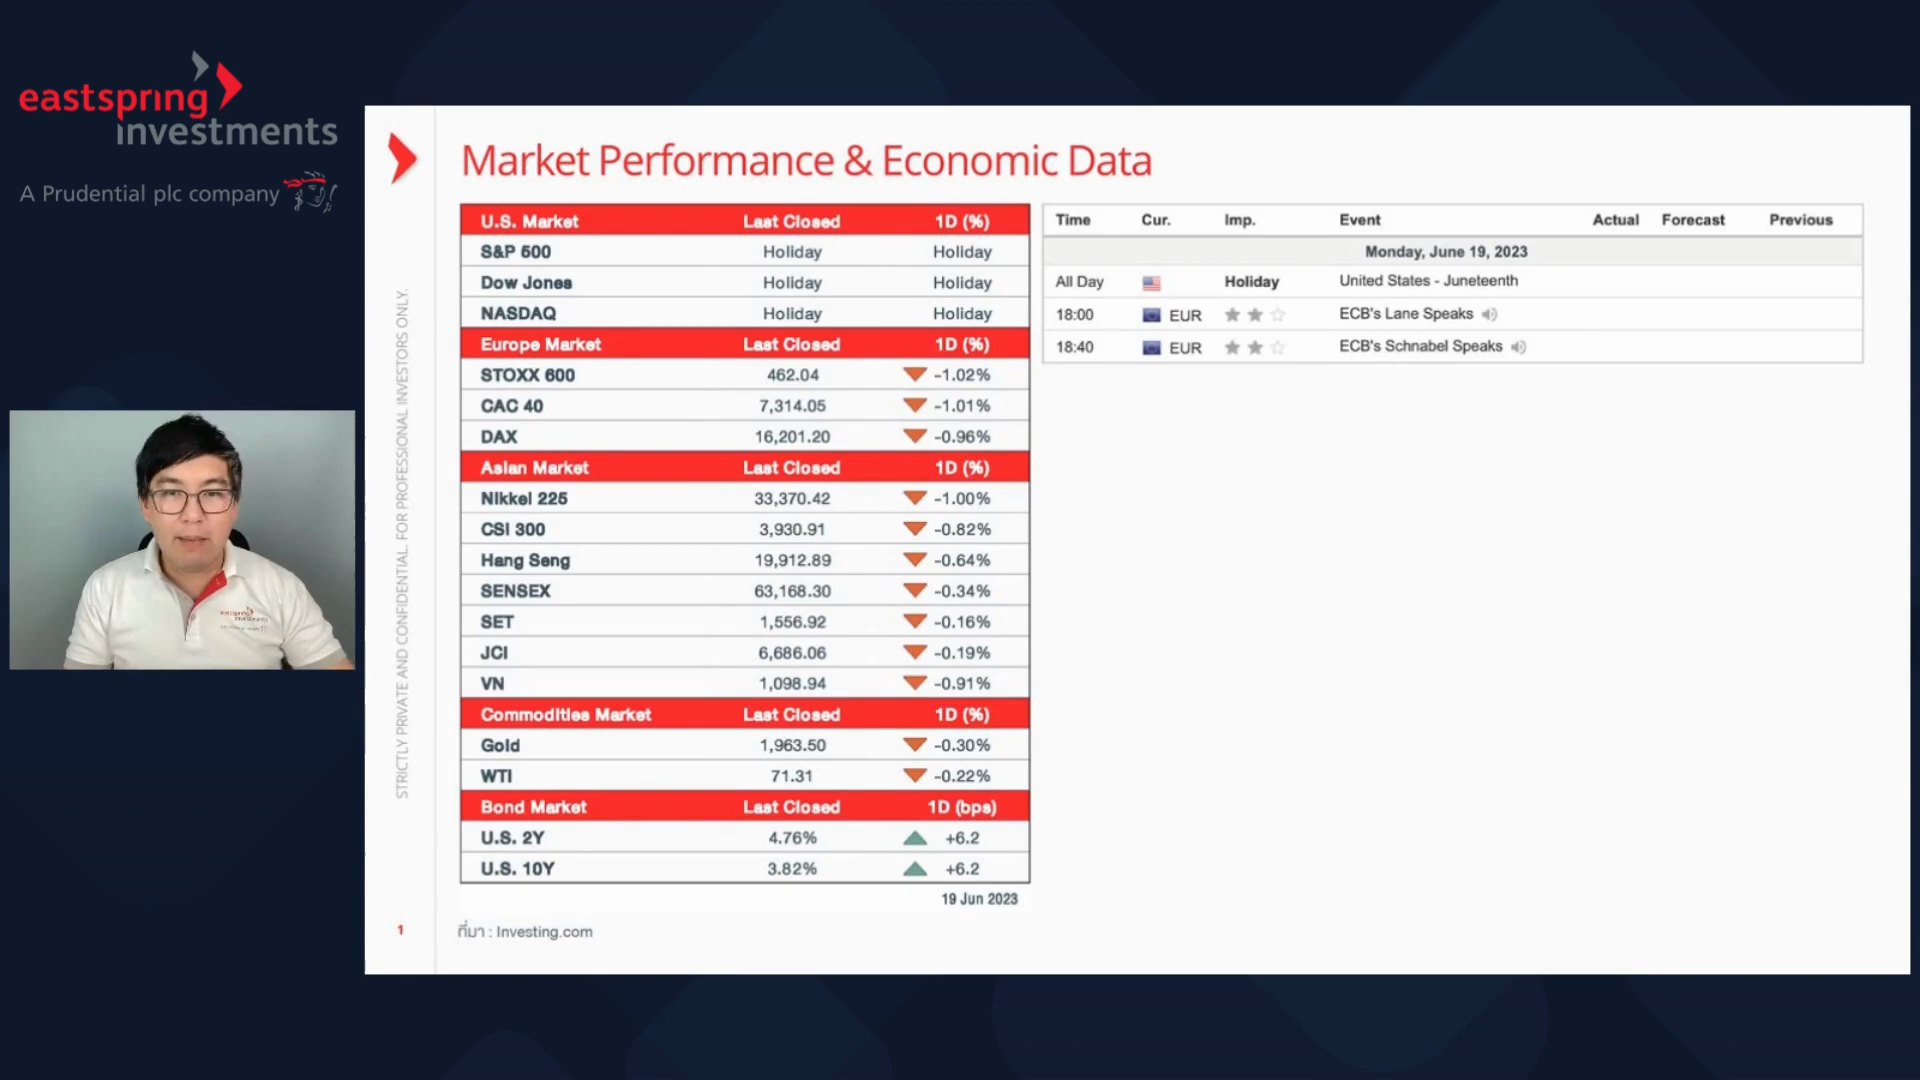 eastspring
investments
A Prudential plc company
STRICTLY PRIVATE AND CONFIDENTIAL. FOR PROFESSIONAL INVESTORS ONLY.
Market Performance & Economic Data
U.S. Market Last Closed 1D (%)
S&P 500 Holiday Holiday
Dow Jones Holiday Holiday
NASDAQ Holiday Holiday
Europe Market Last Closed 1D (%)
STOXX 600 462.04 -1.02%
CAC 40 7,314.05 -1.01%
DAX 16,201.20 -0.96%
Asian Market Last Closed 1D (%)
Nikkei 225 33,370.42 -1.00%
CSI 300 3,930.91 -0.82%
Hang Seng 19,912.89 -0.64%
SENSEX 63,168.30 -0.34%
SET 1,556.92 -0.16%
JCI 6,686.06 -0.19%
VN 1,098.94 -0.91%
Commodities Market Last Closed 1D (%)
Gold 1,963.50 -0.30%
WTI 71.31 -0.22%
Bond Market Last Closed 1D (bps)
U.S. 2Y 4.76% +6.2
U.S. 10Y 3.82% +6.2
19 Jun 2023
1
ที่มา : Investing.com
Time Cur. Imp. Event Actual Forecast Previous
Monday, June 19, 2023
All Day Holiday United States - Juneteenth
18:00 EUR ECB's Lane Speaks
18:40 EUR ECB's Schnabel Speaks
eastspring
investments